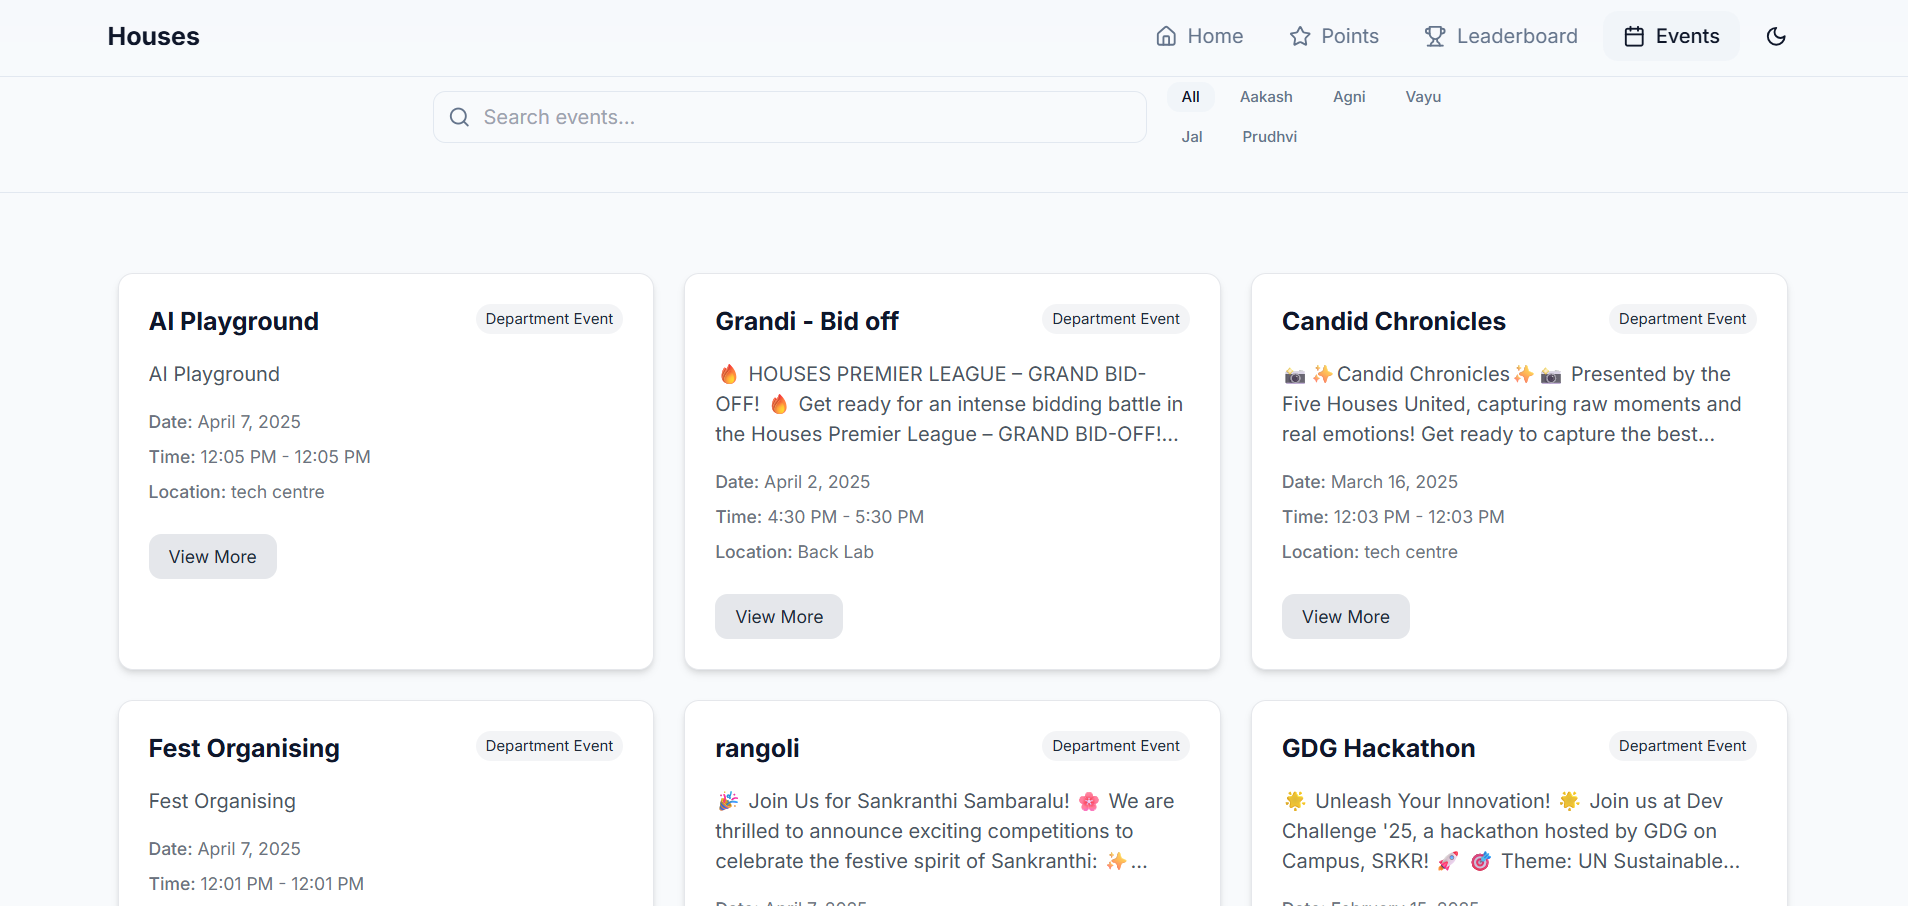 Houses
Home
Points
Leaderboard
Events
Search events...
All
Aakash
Agni
Vayu
Jal
Prudhvi
AI Playground
Department Event
AI Playground
Date: April 7, 2025
Time: 12:05 PM - 12:05 PM
Location: tech centre
View More
Grandi - Bid off
Department Event
🔥 HOUSES PREMIER LEAGUE – GRAND BID-
OFF! 🔥 Get ready for an intense bidding battle in
the Houses Premier League – GRAND BID-OFF!...
Date: April 2, 2025
Time: 4:30 PM - 5:30 PM
Location: Back Lab
View More
Candid Chronicles
Department Event
📸 ✨Candid Chronicles✨ 📸 Presented by the
Five Houses United, capturing raw moments and
real emotions! Get ready to capture the best...
Date: March 16, 2025
Time: 12:03 PM - 12:03 PM
Location: tech centre
View More
Fest Organising
Department Event
Fest Organising
Date: April 7, 2025
Time: 12:01 PM - 12:01 PM
rangoli
Department Event
🎉 Join Us for Sankranthi Sambaralu! 🌸 We are
thrilled to announce exciting competitions to
celebrate the festive spirit of Sankranthi: ✨...
Date: April 7, 2025
GDG Hackathon
Department Event
🌟 Unleash Your Innovation! 🌟 Join us at Dev
Challenge '25, a hackathon hosted by GDG on
Campus, SRKR! 🚀 🎯 Theme: UN Sustainable...
Date: February 15, 2025